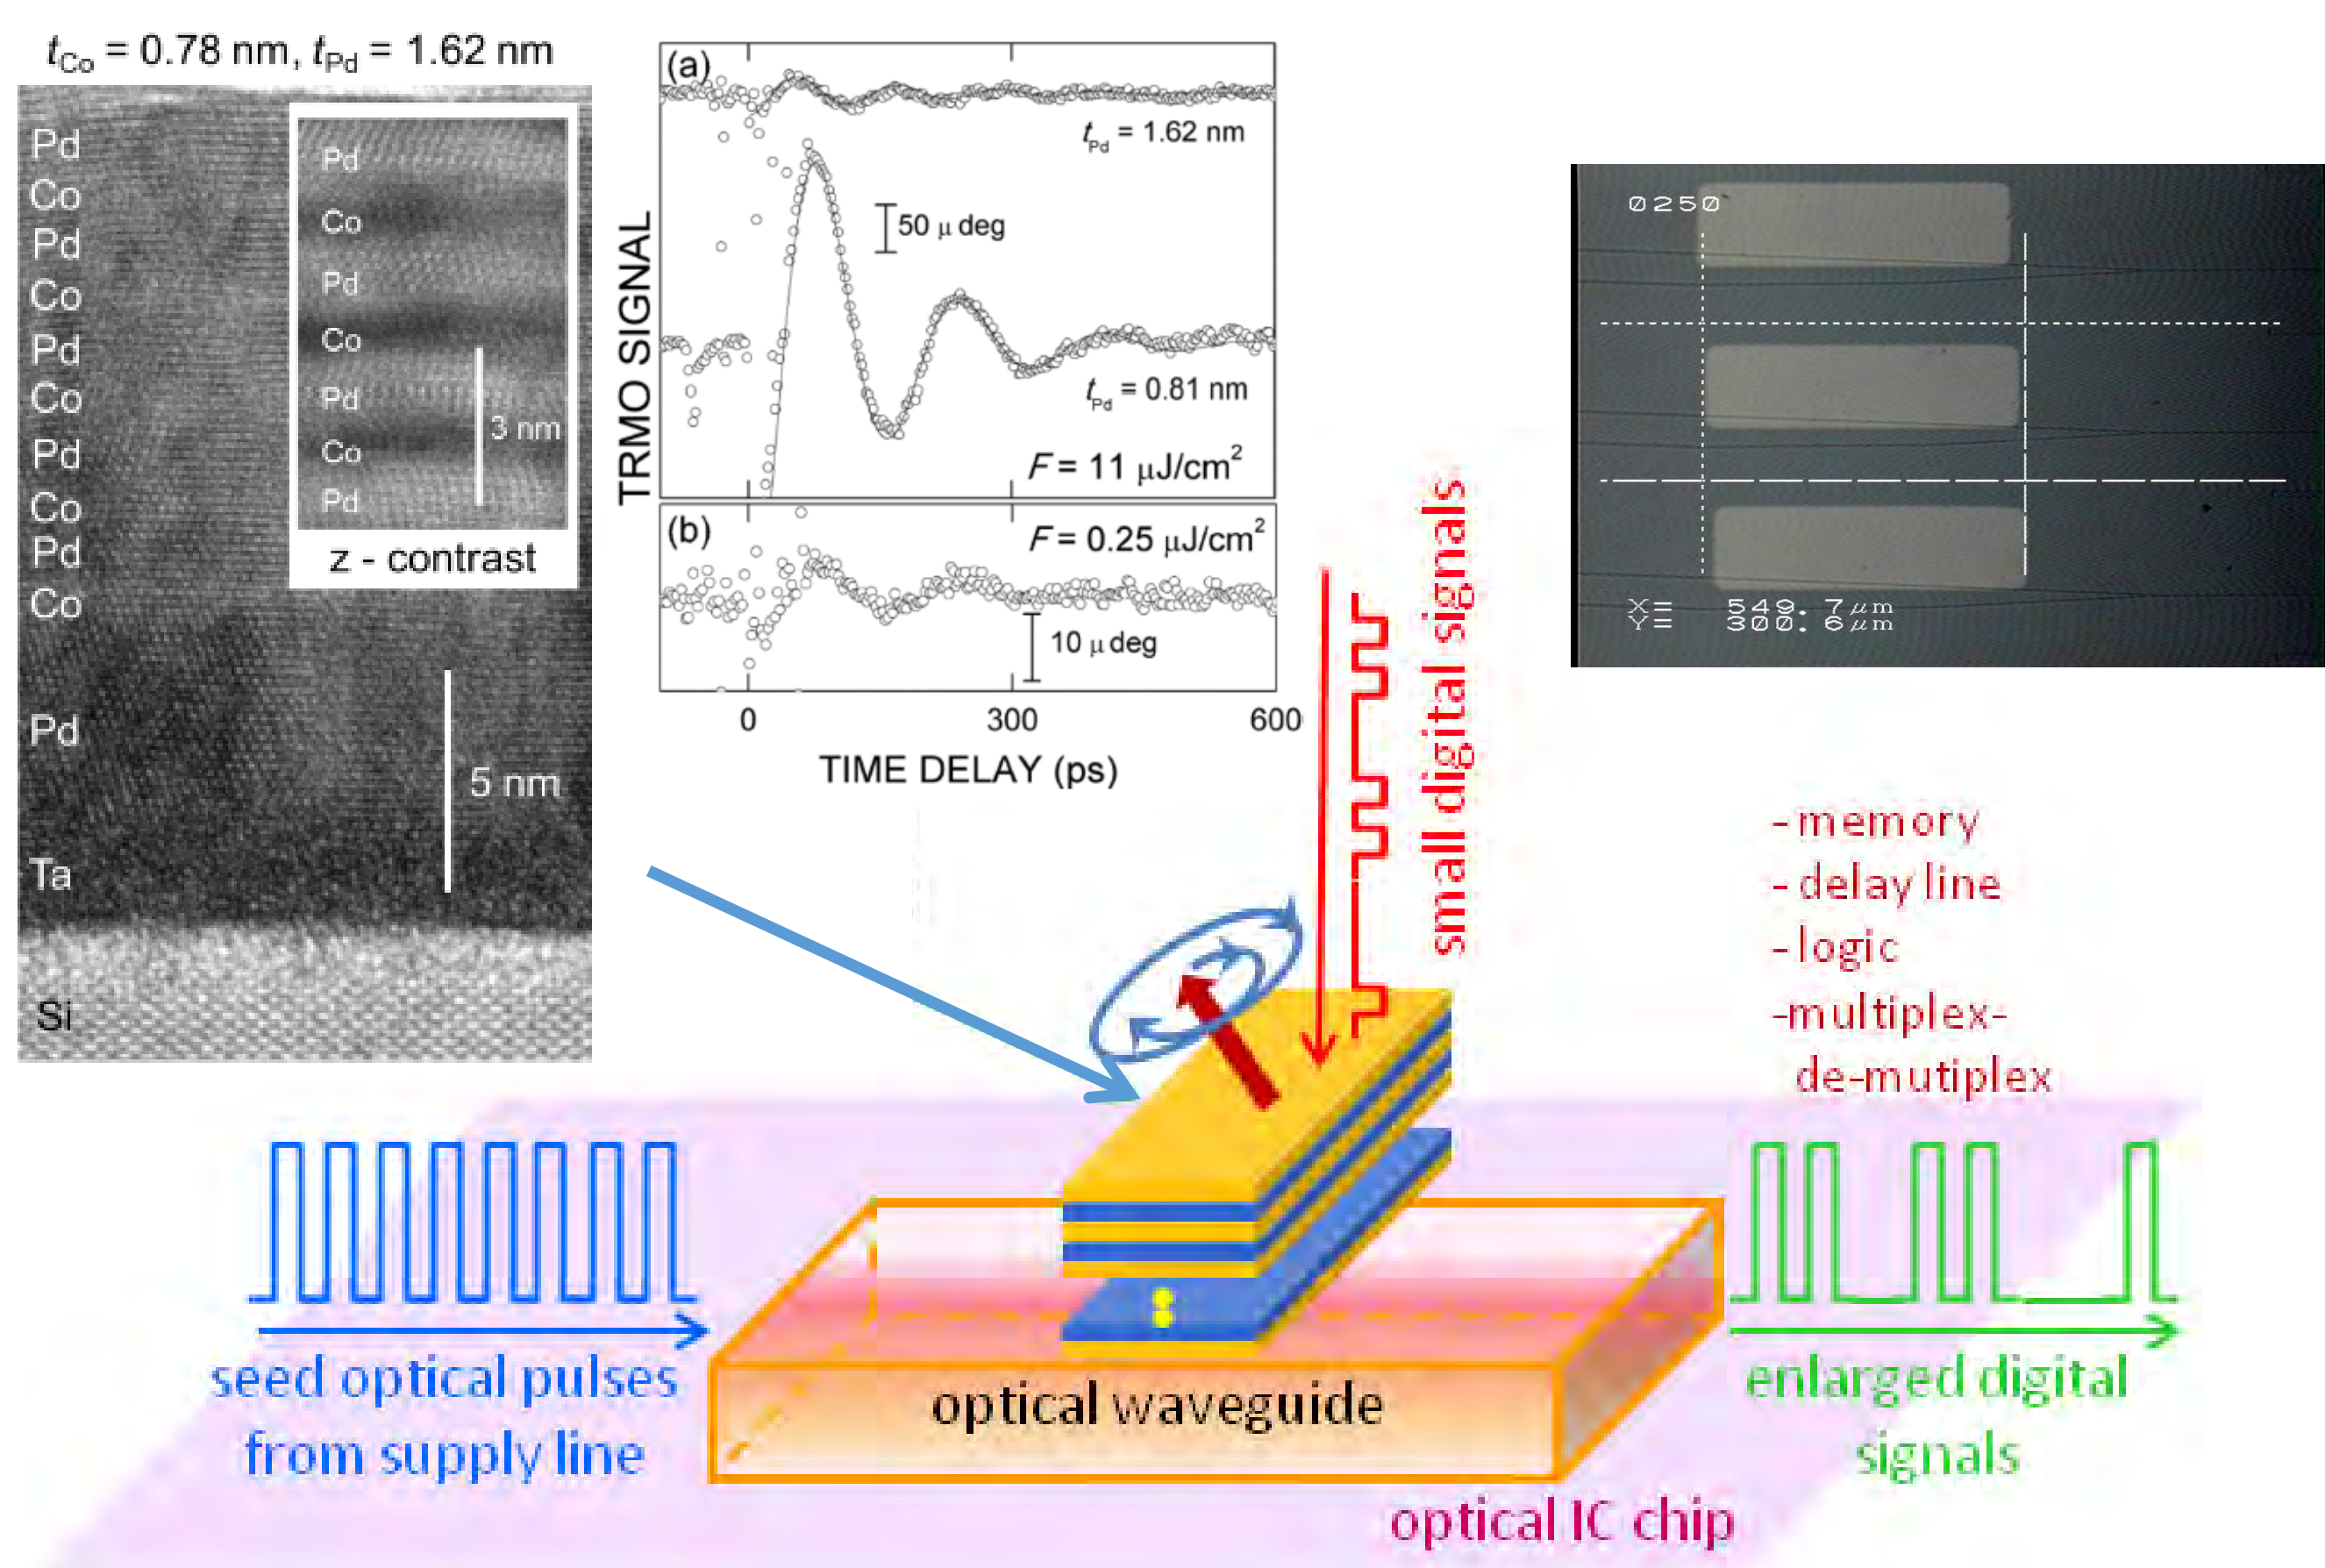 t_Co = 0.78 nm, t_Pd = 1.62 nm
Pd
Co
Pd
Co
Pd
Co
Pd
Co
Pd
Co
Pd
Ta
Si
5 nm
Pd
Co
Pd
Co
Pd
Co
Pd
3 nm
z - contrast
TRMO SIGNAL
(a)
t_Pd = 1.62 nm
50 μ deg
t_Pd = 0.81 nm
F = 11 μJ/cm²
(b)
F = 0.25 μJ/cm²
10 μ deg
0 300 600
TIME DELAY (ps)
small digital signals
0250
X= 549. 7μm
Y= 300. 6μm
-memory
- delay line
- logic
-multiplex-
de-mutiplex
seed optical pulses
from supply line
optical waveguide
enlarged digital
signals
optical IC chip